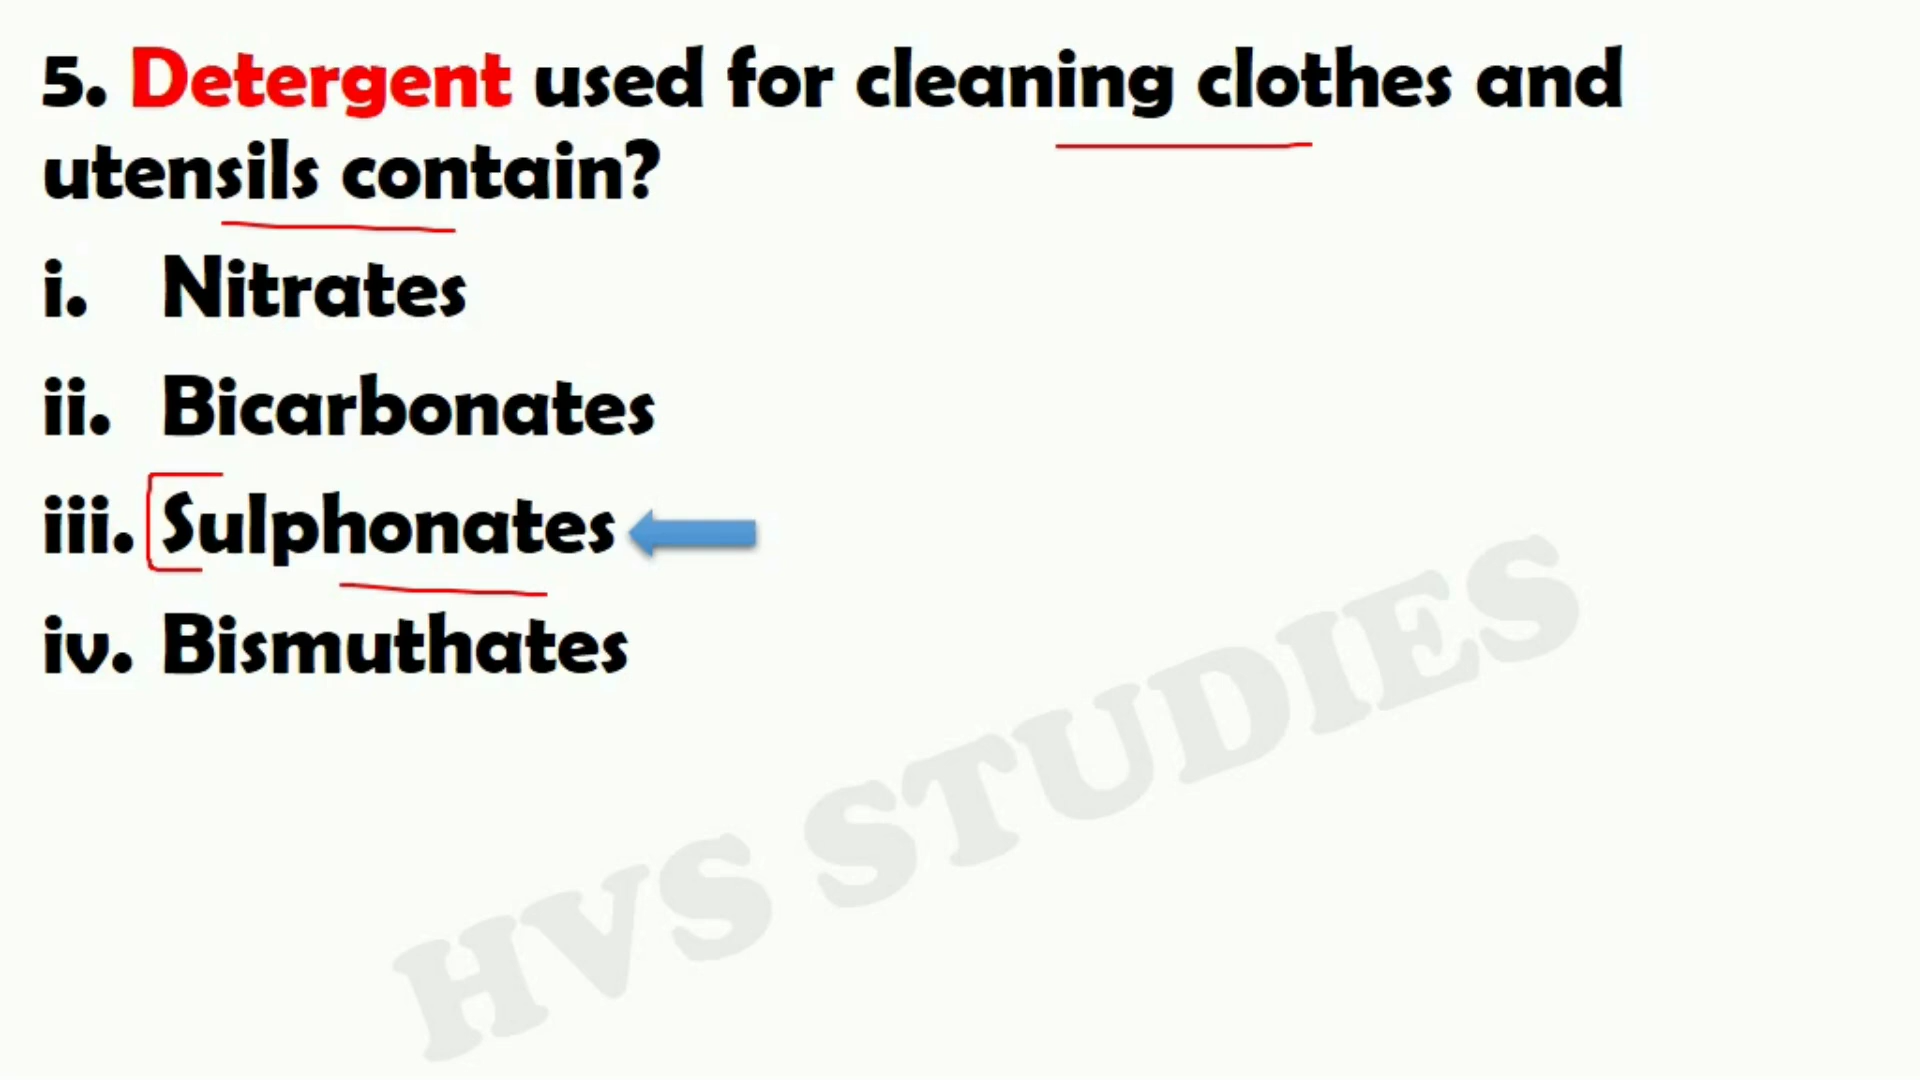 5. Detergent used for cleaning clothes and
utensils contain?
i. Nitrates
ii. Bicarbonates
iii. Sulphonates
iv. Bismuthates
HVS STUDIES